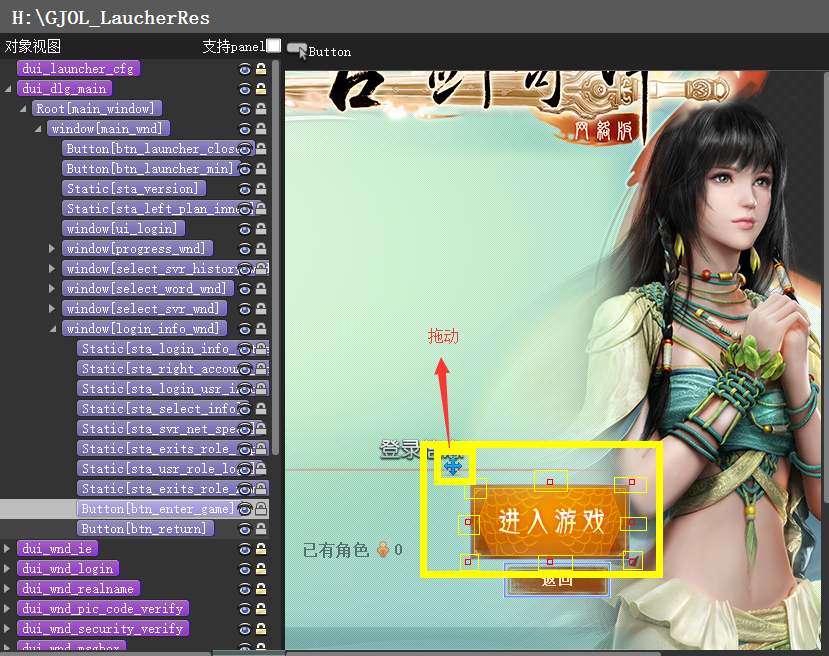 H:\GJOL_LaucherRes
对象视图
支持panel
Button
dui_launcher_cfg
dui_dlg_main
Root[main_window]
window[main_wnd]
Button[btn_launcher_close
Button[btn_launcher_min]
Static[sta_version]
Static[sta_left_plan_inne
window[ui_login]
window[progress_wnd]
window[select_svr_history_
window[select_word_wnd]
window[select_svr_wnd]
window[login_info_wnd]
Static[sta_login_info_
Static[sta_right_accou
Static[sta_login_usr_i
Static[sta_select_info
Static[sta_svr_net_spe
Static[sta_exits_role_
Static[sta_usr_role_lo
Static[sta_exits_role_
Button[btn_enter_game]
Button[btn_return]
dui_wnd_ie
dui_wnd_login
dui_wnd_realname
dui_wnd_pic_code_verify
dui_wnd_security_verify
dui_wnd_msgbox
网络版
拖动
登录
进入游戏
已有角色
0
返回